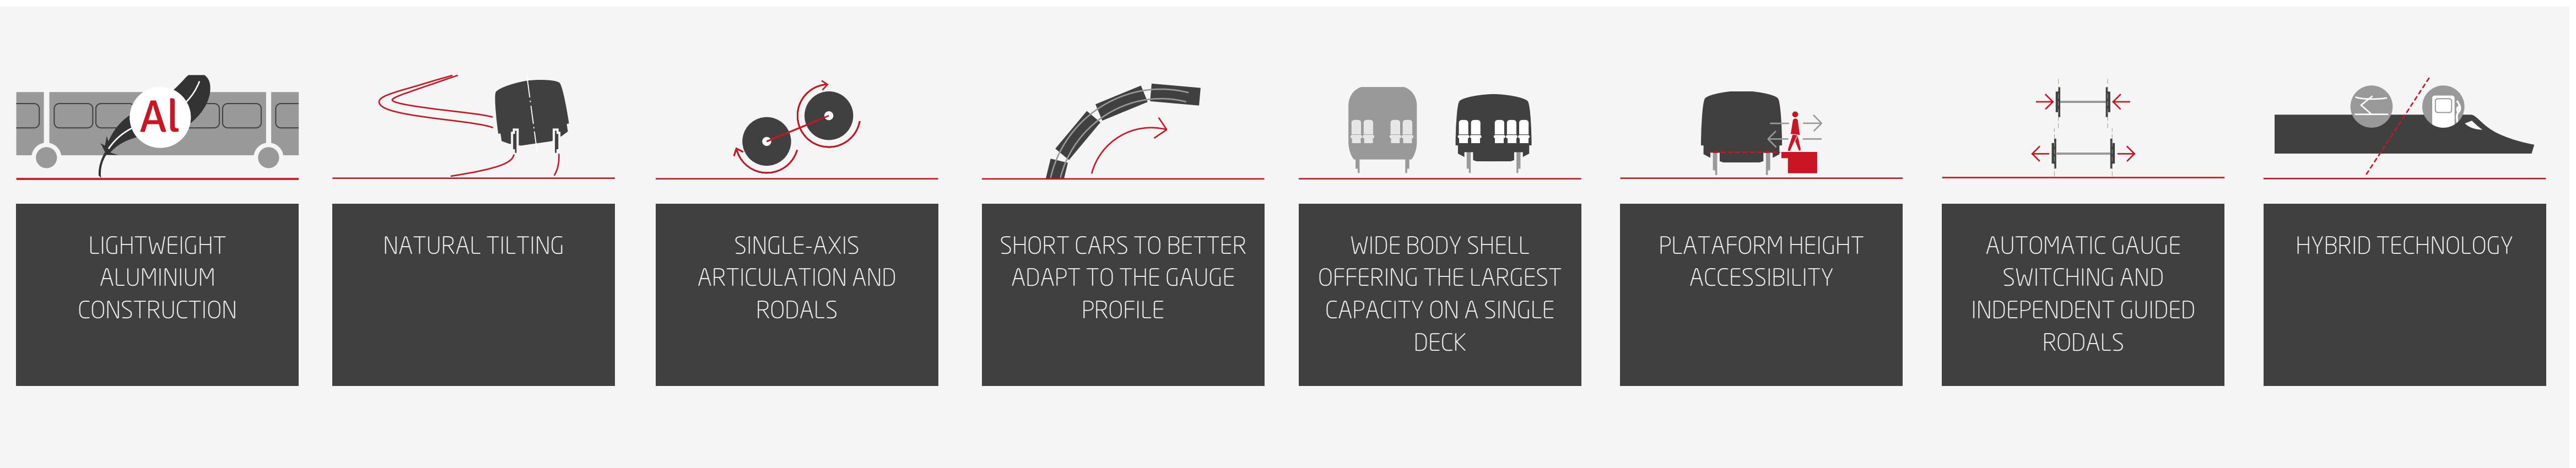 Al
LIGHTWEIGHT
ALUMINIUM
CONSTRUCTION
NATURAL TILTING
SINGLE-AXIS
ARTICULATION AND
RODALS
SHORT CARS TO BETTER
ADAPT TO THE GAUGE
PROFILE
WIDE BODY SHELL
OFFERING THE LARGEST
CAPACITY ON A SINGLE
DECK
PLATAFORM HEIGHT
ACCESSIBILITY
AUTOMATIC GAUGE
SWITCHING AND
INDEPENDENT GUIDED
RODALS
HYBRID TECHNOLOGY